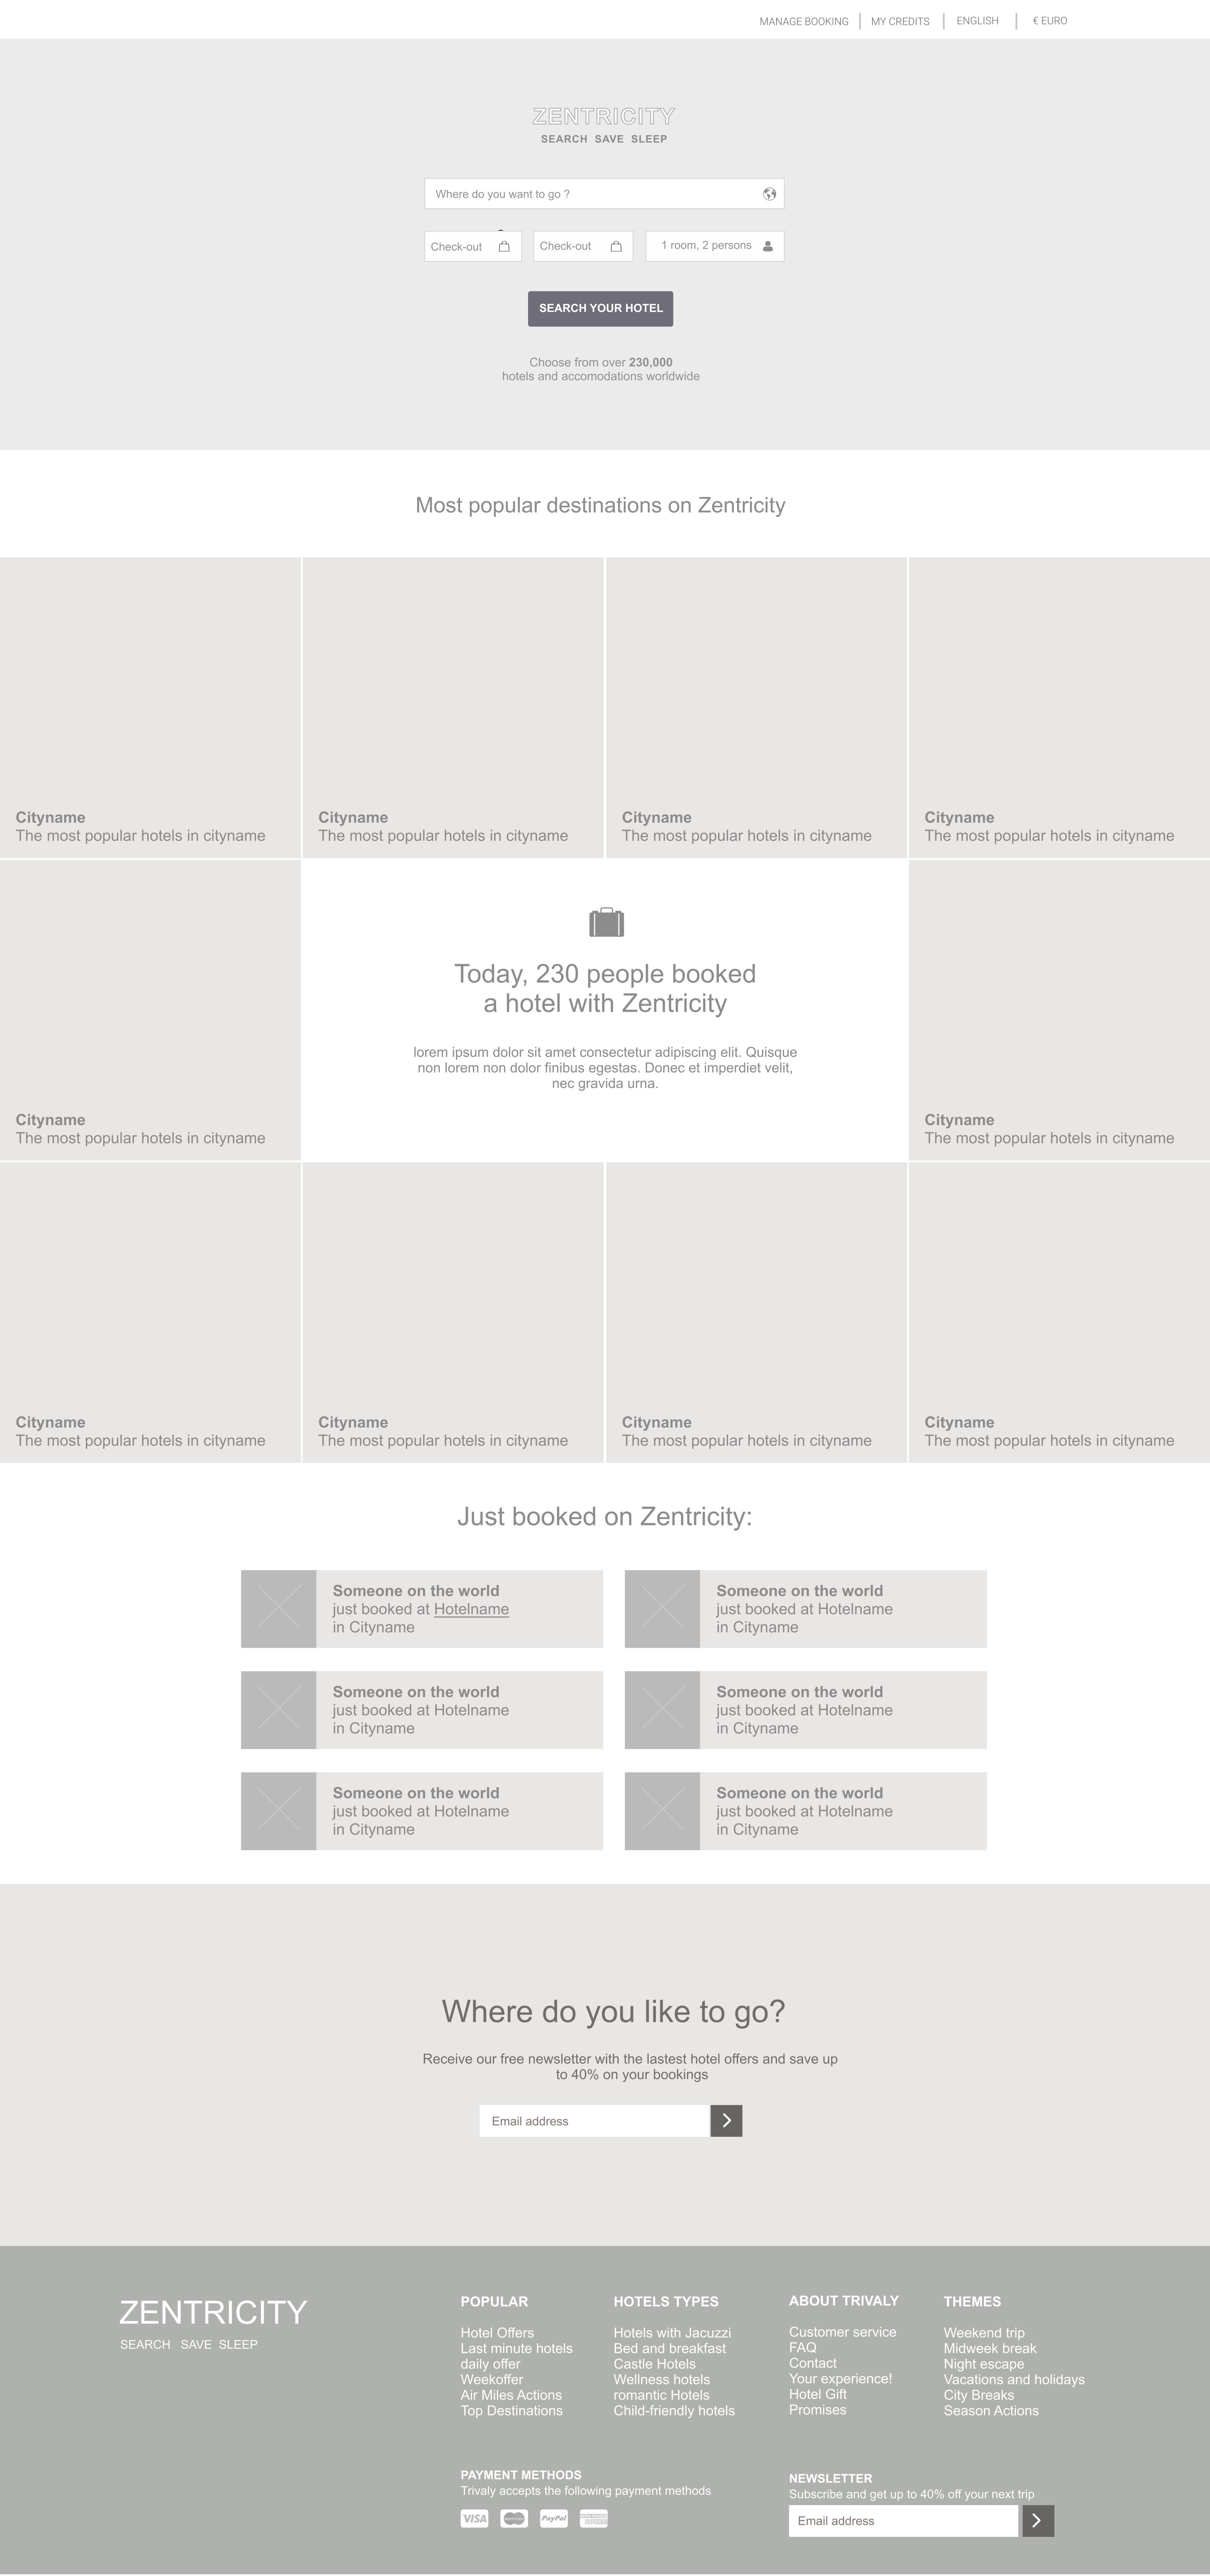 MANAGE BOOKING MY CREDITS ENGLISH € EURO
ZENTRICITY
SEARCH SAVE SLEEP
Where do you want to go ?
Check-out Check-out 1 room, 2 persons
SEARCH YOUR HOTEL
Choose from over 230,000
hotels and accomodations worldwide
Most popular destinations on Zentricity
Cityname
The most popular hotels in cityname
Cityname
The most popular hotels in cityname
Cityname
The most popular hotels in cityname
Cityname
The most popular hotels in cityname
Cityname
The most popular hotels in cityname
Today, 230 people booked
a hotel with Zentricity
lorem ipsum dolor sit amet consectetur adipiscing elit. Quisque
non lorem non dolor finibus egestas. Donec et imperdiet velit,
nec gravida urna.
Cityname
The most popular hotels in cityname
Cityname
The most popular hotels in cityname
Cityname
The most popular hotels in cityname
Cityname
The most popular hotels in cityname
Cityname
The most popular hotels in cityname
Just booked on Zentricity:
Someone on the world
just booked at Hotelname
in Cityname
Someone on the world
just booked at Hotelname
in Cityname
Someone on the world
just booked at Hotelname
in Cityname
Someone on the world
just booked at Hotelname
in Cityname
Someone on the world
just booked at Hotelname
in Cityname
Someone on the world
just booked at Hotelname
in Cityname
Where do you like to go?
Receive our free newsletter with the lastest hotel offers and save up
to 40% on your bookings
Email address
ZENTRICITY
SEARCH SAVE SLEEP
POPULAR
Hotel Offers
Last minute hotels
daily offer
Weekoffer
Air Miles Actions
Top Destinations
HOTELS TYPES
Hotels with Jacuzzi
Bed and breakfast
Castle Hotels
Wellness hotels
romantic Hotels
Child-friendly hotels
ABOUT TRIVALY
Customer service
FAQ
Contact
Your experience!
Hotel Gift
Promises
THEMES
Weekend trip
Midweek break
Night escape
Vacations and holidays
City Breaks
Season Actions
PAYMENT METHODS
Trivaly accepts the following payment methods
VISA PayPal
NEWSLETTER
Subscribe and get up to 40% off your next trip
Email address